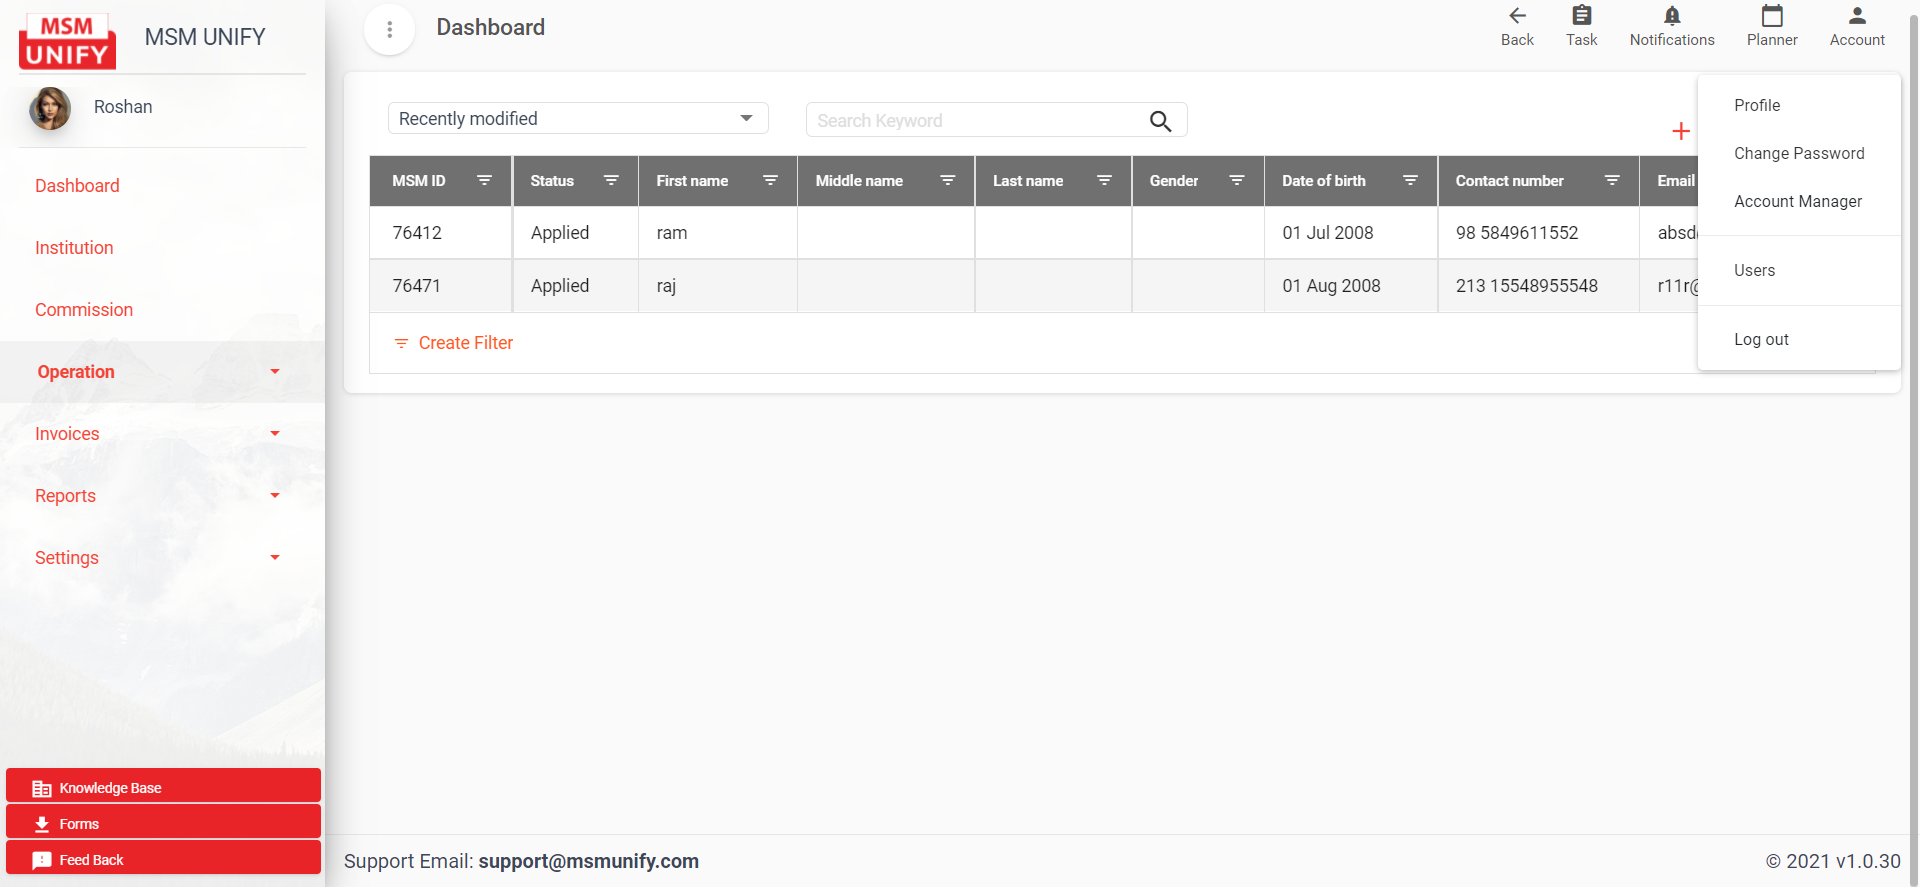 MSM
UNIFY
MSM UNIFY
Roshan
Dashboard
Institution
Commission
Operation
Invoices
Reports
Settings
Knowledge Base
Forms
Feed Back
Dashboard
Back
Task
Notifications
Planner
Account
Recently modified
Search Keyword
+
MSM ID Status First name Middle name Last name Gender Date of birth Contact number Email
76412 Applied ram 01 Jul 2008 98 5849611552 absd
76471 Applied raj 01 Aug 2008 213 15548955548 r11r@
Create Filter
Profile
Change Password
Account Manager
Users
Log out
Support Email: support@msmunify.com
© 2021 v1.0.30